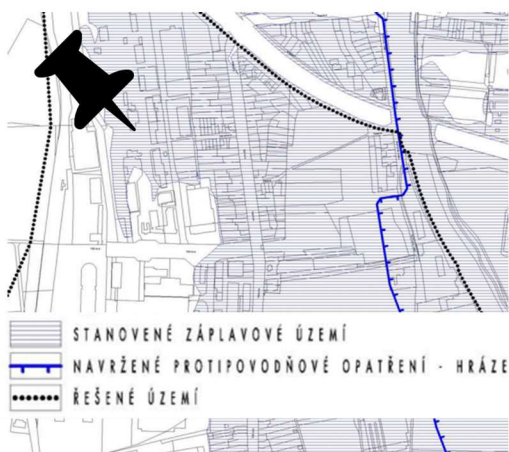 STANOVENÉ ZÁPLAVOVÉ ÚZEMÍ
NAVRŽENÉ PROTIPOVODŇOVÉ OPATŘENÍ - HRÁZE
ŘEŠENÉ ÚZEMÍ